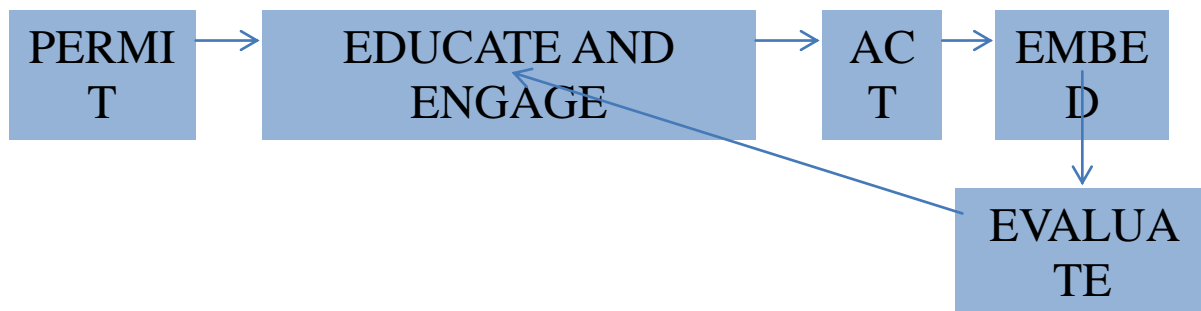 PERMI
T
EDUCATE AND
ENGAGE
AC
T
EMBE
D
EVALUA
TE